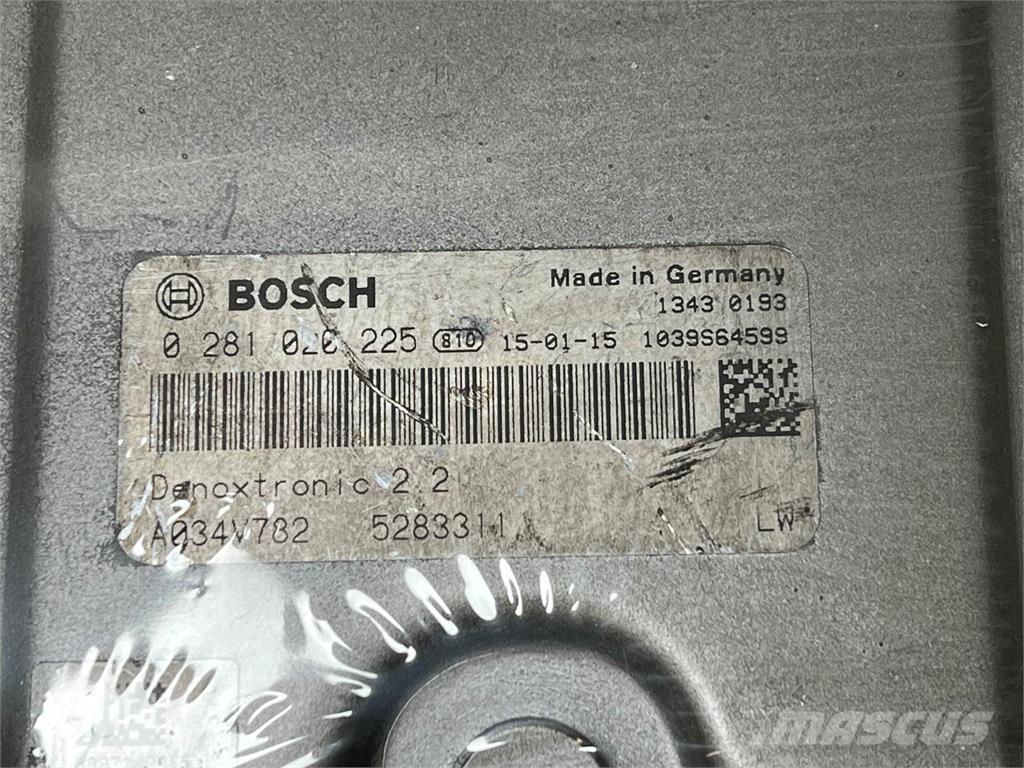 BOSCH Made in Germany
1343 0193
0 281 020 225 810 15-01-15 1039S64599
Denoxtronic 2.2
A034V782 5283311
LW
MASCUS